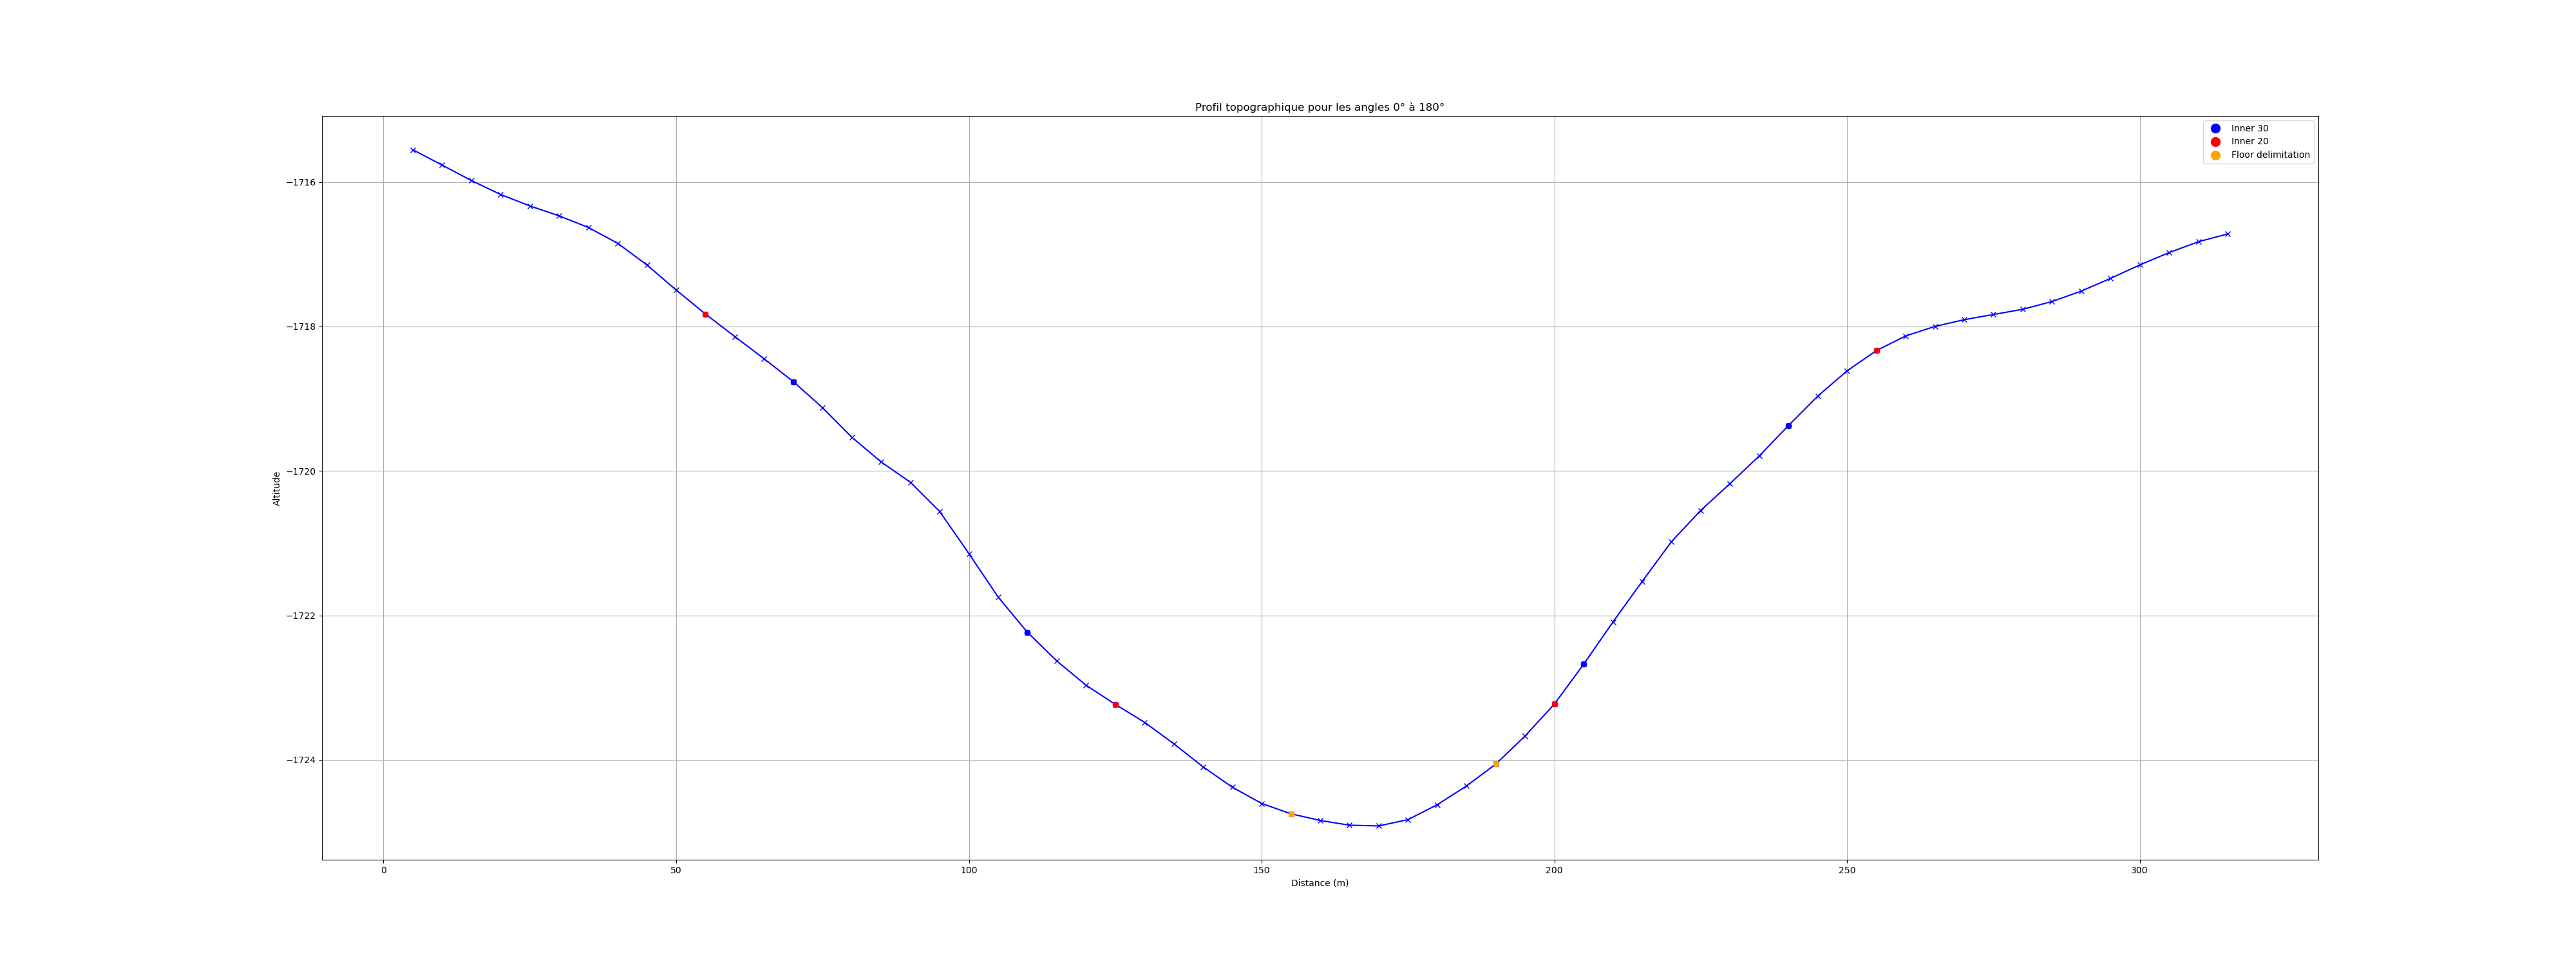 Profil topographique pour les angles 0° à 180°
Inner 30
Inner 20
Floor delimitation
−1716
−1718
−1720
−1722
−1724
Altitude
0 50 100 150 200 250 300
Distance (m)